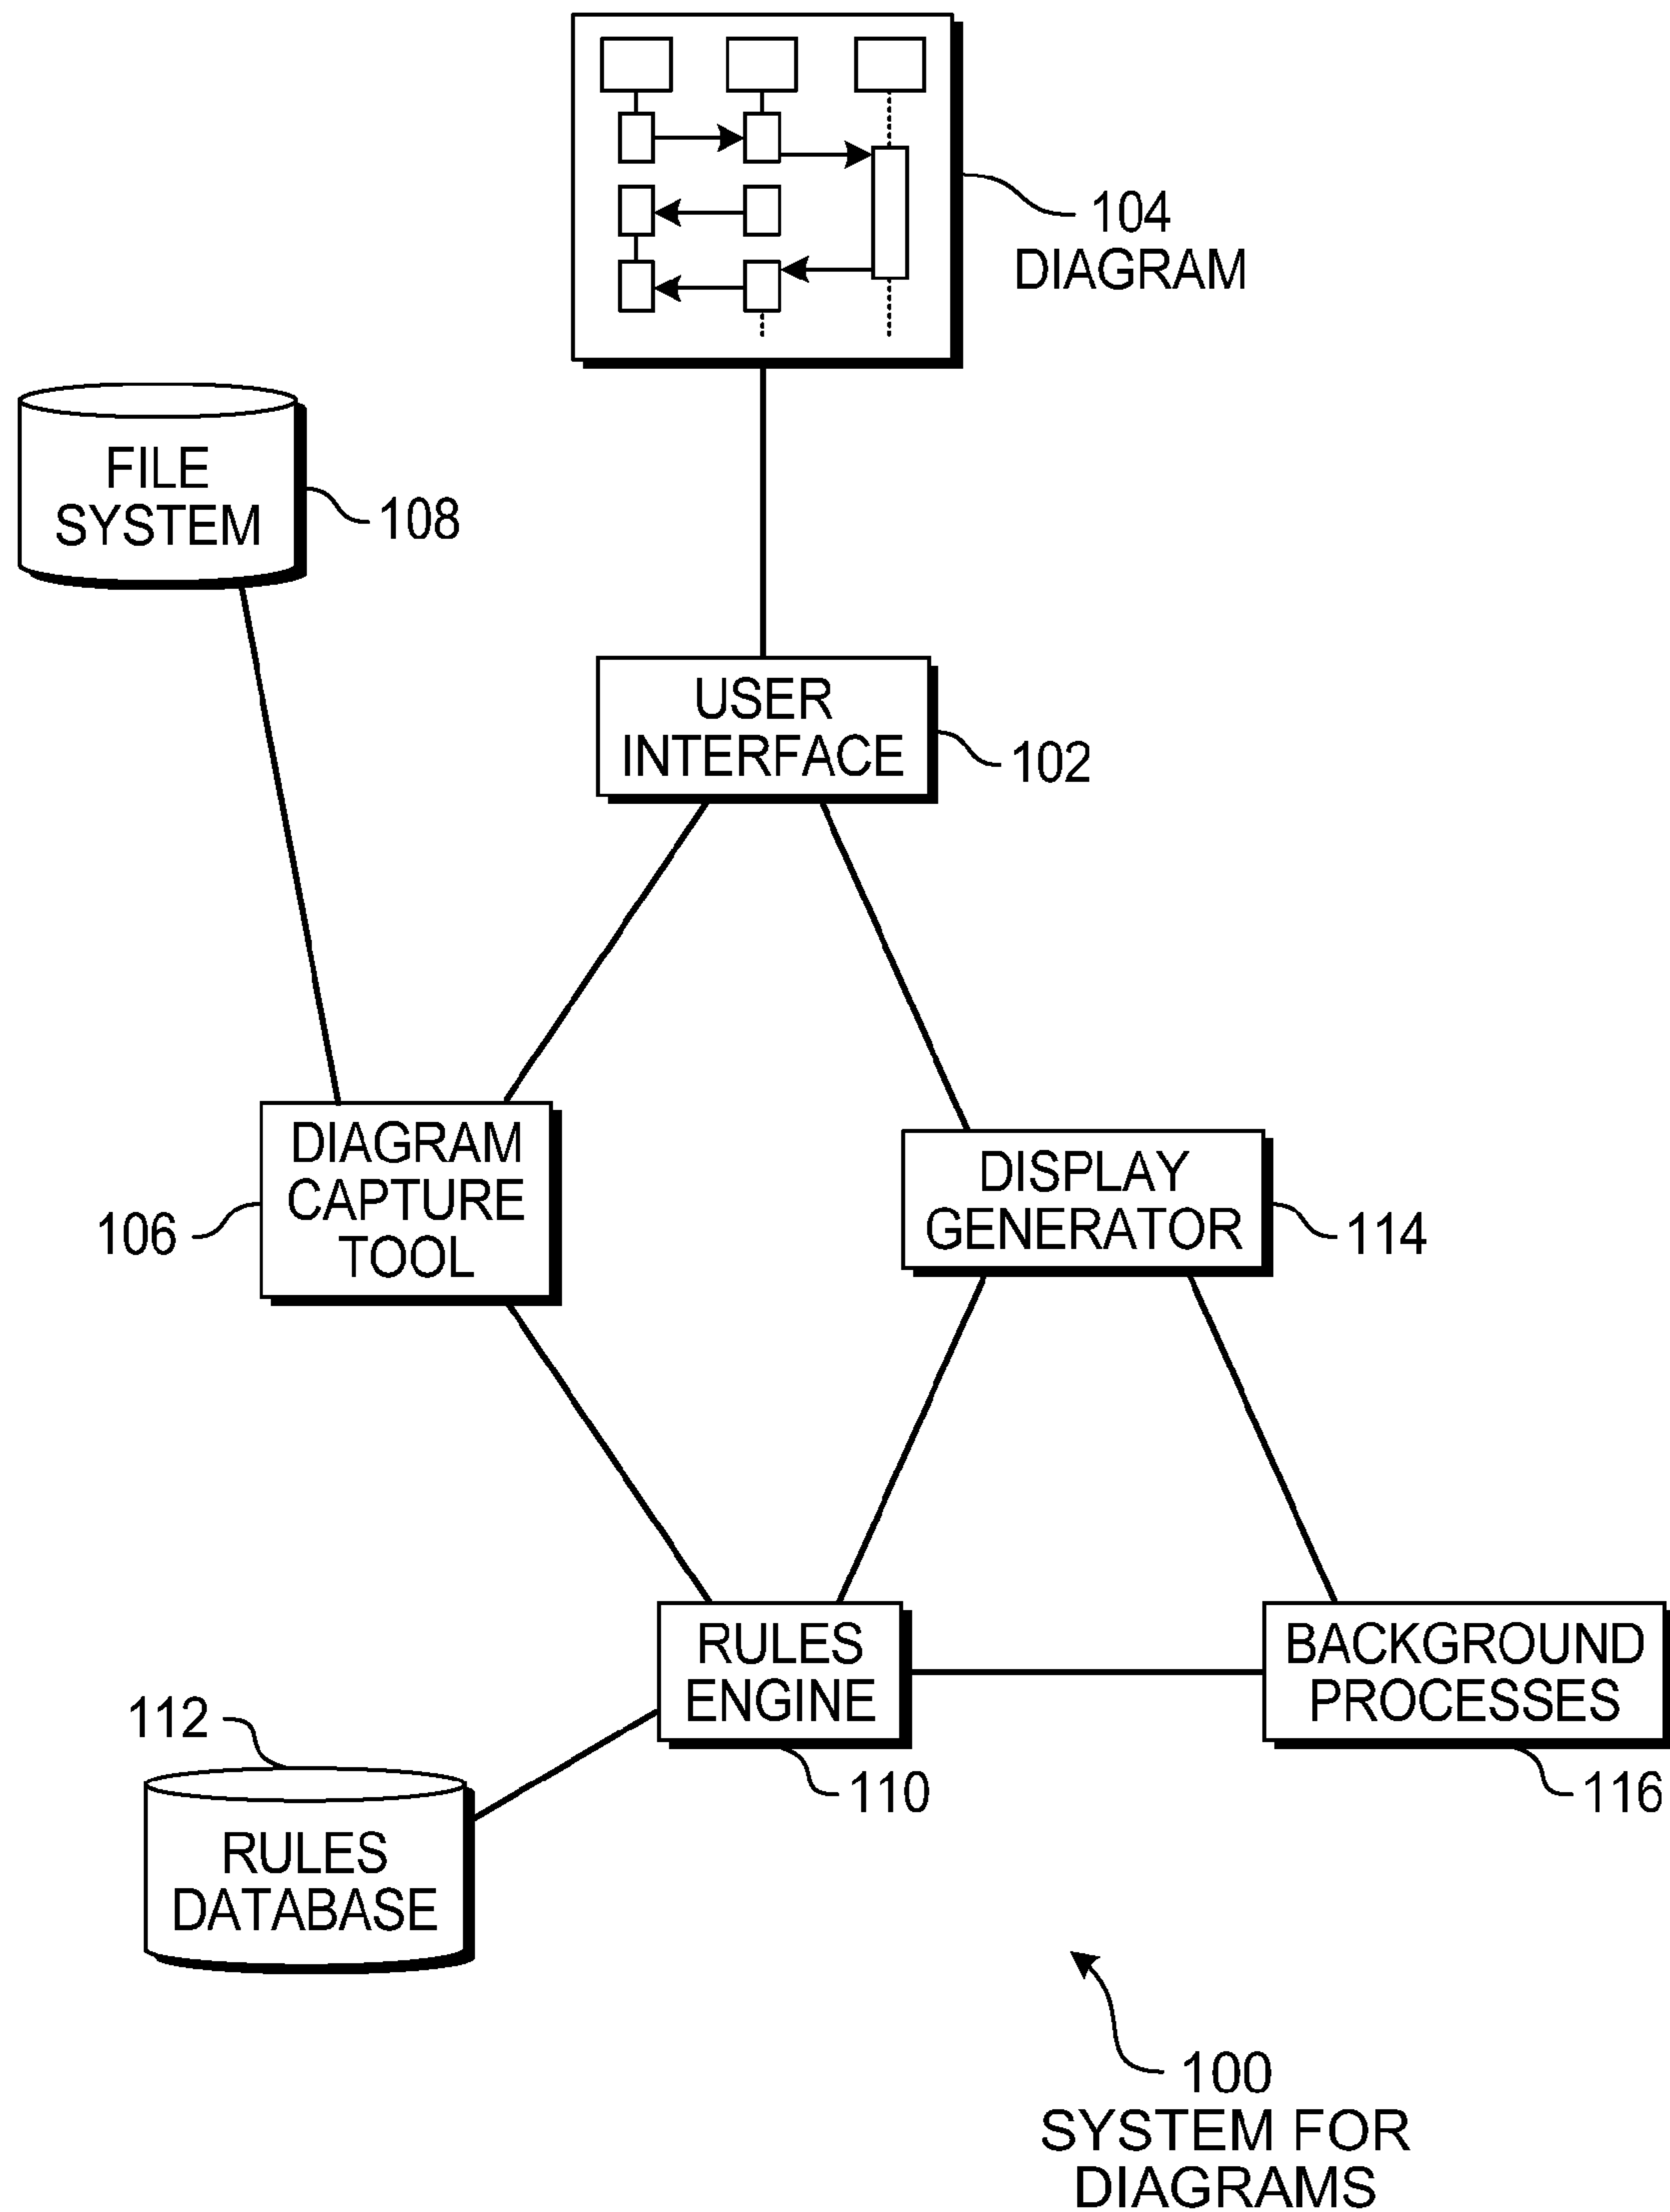 104
DIAGRAM
FILE
SYSTEM
108
USER
INTERFACE
102
DIAGRAM
CAPTURE
TOOL
106
DISPLAY
GENERATOR
114
RULES
ENGINE
110
BACKGROUND
PROCESSES
116
112
RULES
DATABASE
100
SYSTEM FOR
DIAGRAMS